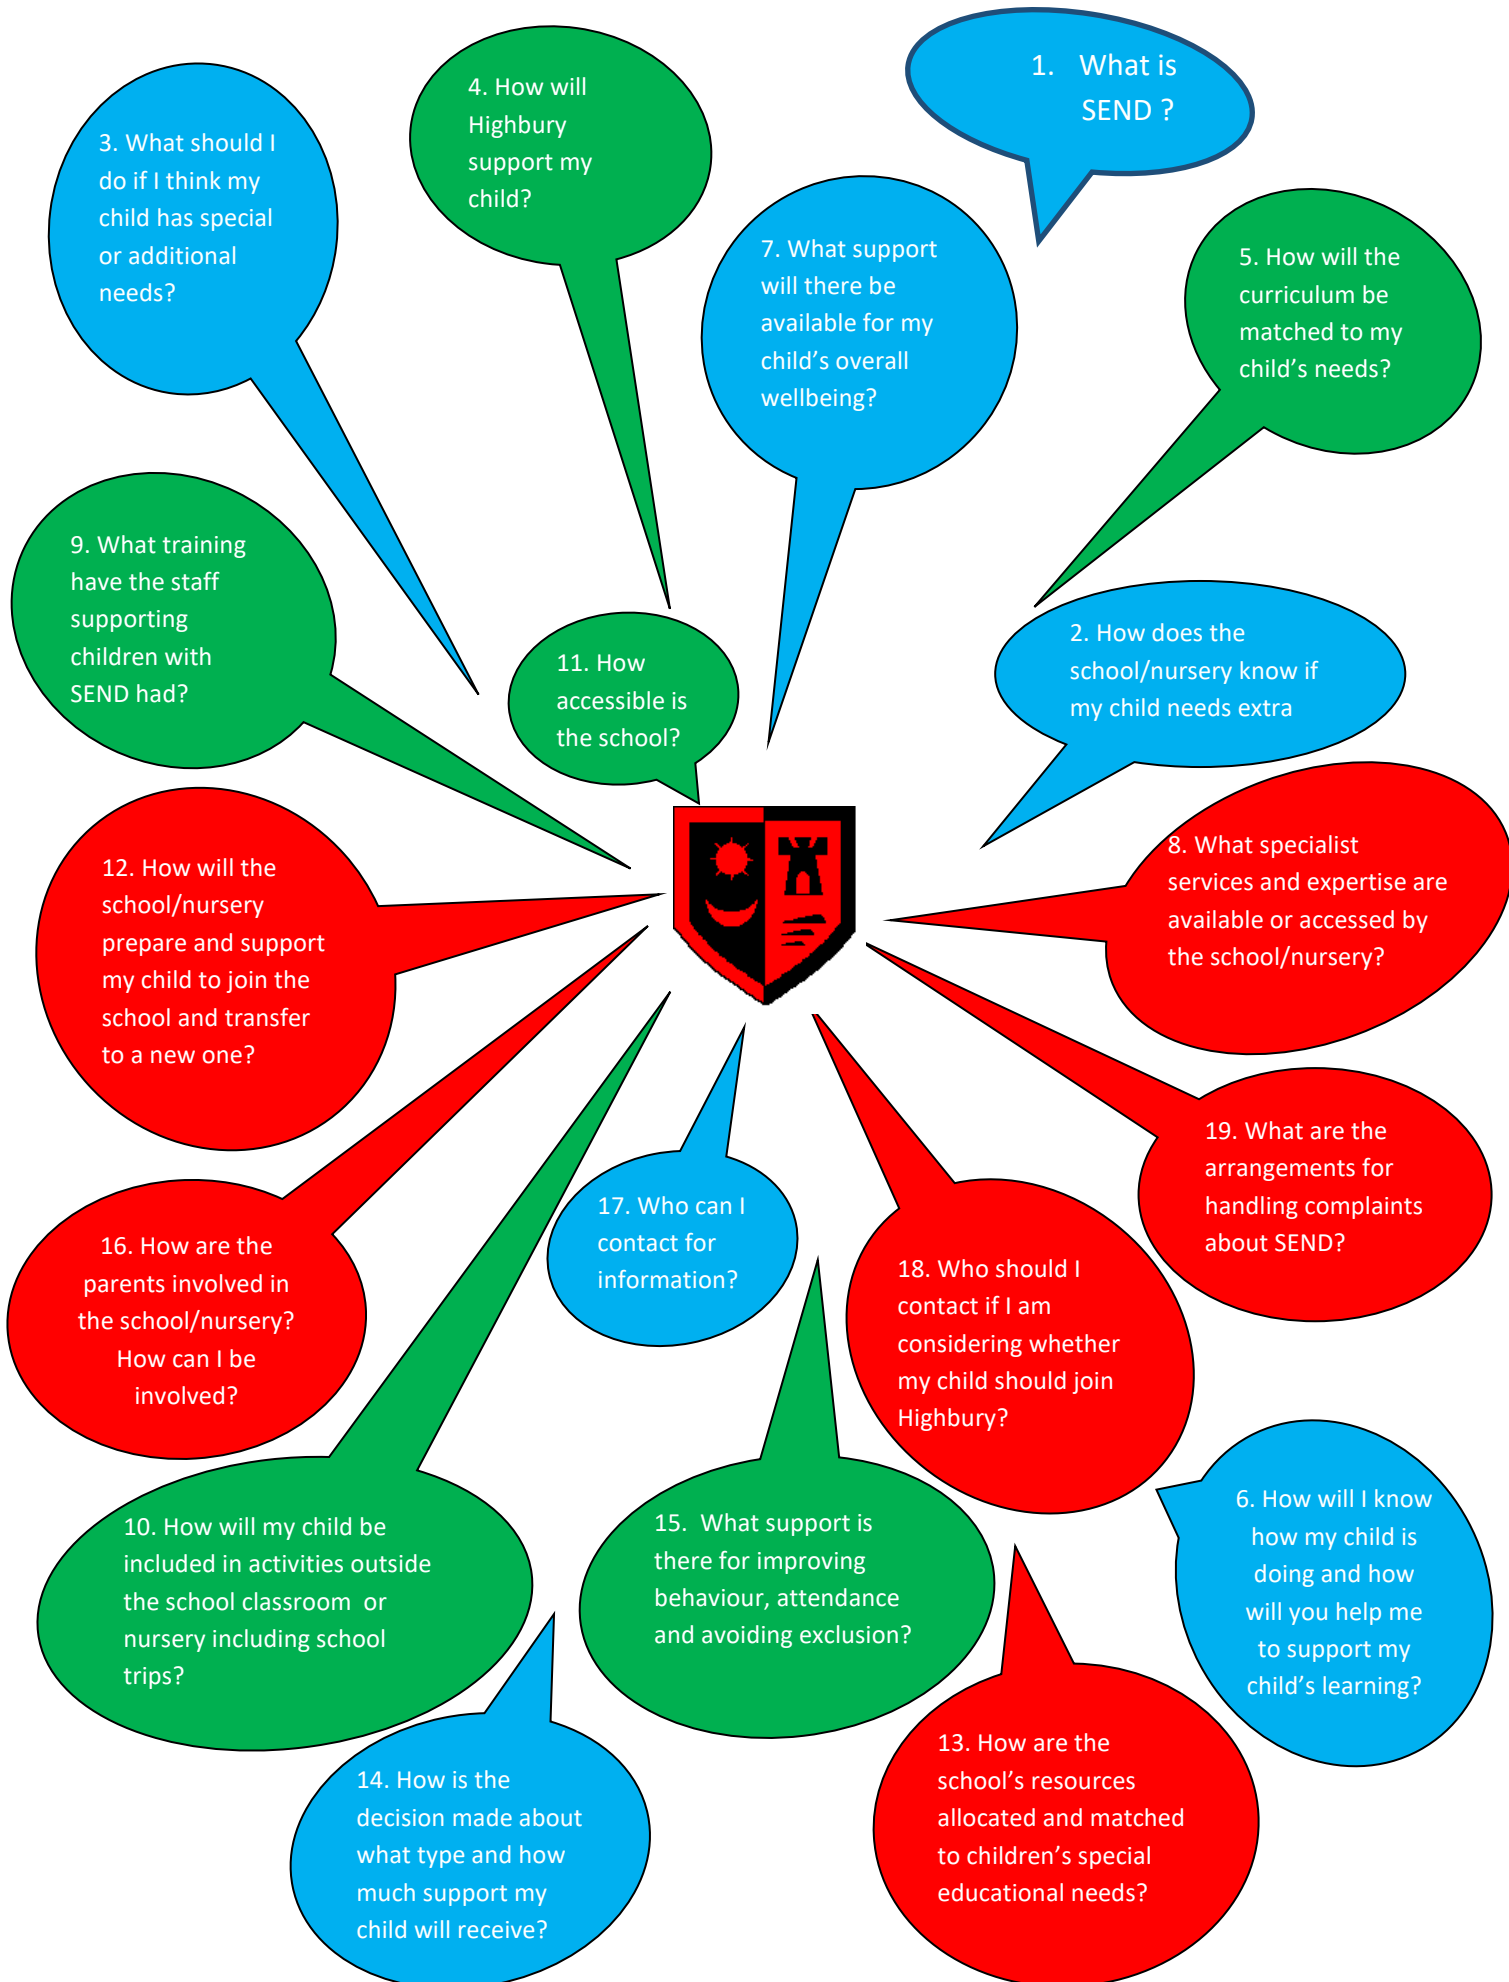 1. What is
SEND ?
4. How will
Highbury
support my
child?
3. What should I
do if I think my
child has special
or additional
needs?
7. What support
will there be
available for my
child’s overall
wellbeing?
5. How will the
curriculum be
matched to my
child’s needs?
9. What training
have the staff
supporting
children with
SEND had?
11. How
accessible is
the school?
2. How does the
school/nursery know if
my child needs extra
12. How will the
school/nursery
prepare and support
my child to join the
school and transfer
to a new one?
8. What specialist
services and expertise are
available or accessed by
the school/nursery?
19. What are the
arrangements for
handling complaints
about SEND?
16. How are the
parents involved in
the school/nursery?
How can I be
involved?
17. Who can I
contact for
information?
18. Who should I
contact if I am
considering whether
my child should join
Highbury?
10. How will my child be
included in activities outside
the school classroom or
nursery including school
trips?
15. What support is
there for improving
behaviour, attendance
and avoiding exclusion?
6. How will I know
how my child is
doing and how
will you help me
to support my
child’s learning?
14. How is the
decision made about
what type and how
much support my
child will receive?
13. How are the
school’s resources
allocated and matched
to children’s special
educational needs?